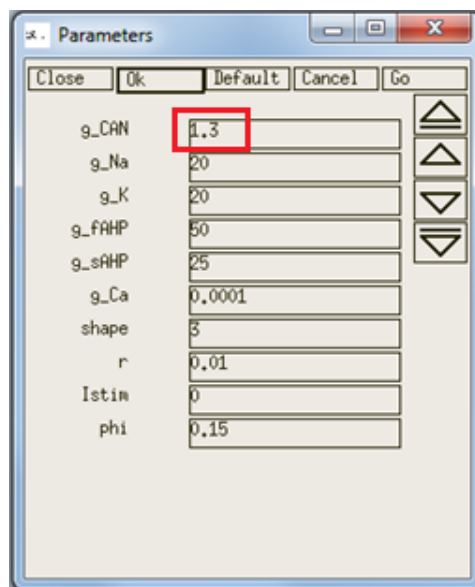 Parameters
Close Ok Default Cancel Go
g_CAN 1.3
g_Na 20
g_K 20
g_fAHP 50
g_sAHP 25
g_Ca 0.0001
shape 3
r 0.01
Istim 0
phi 0.15